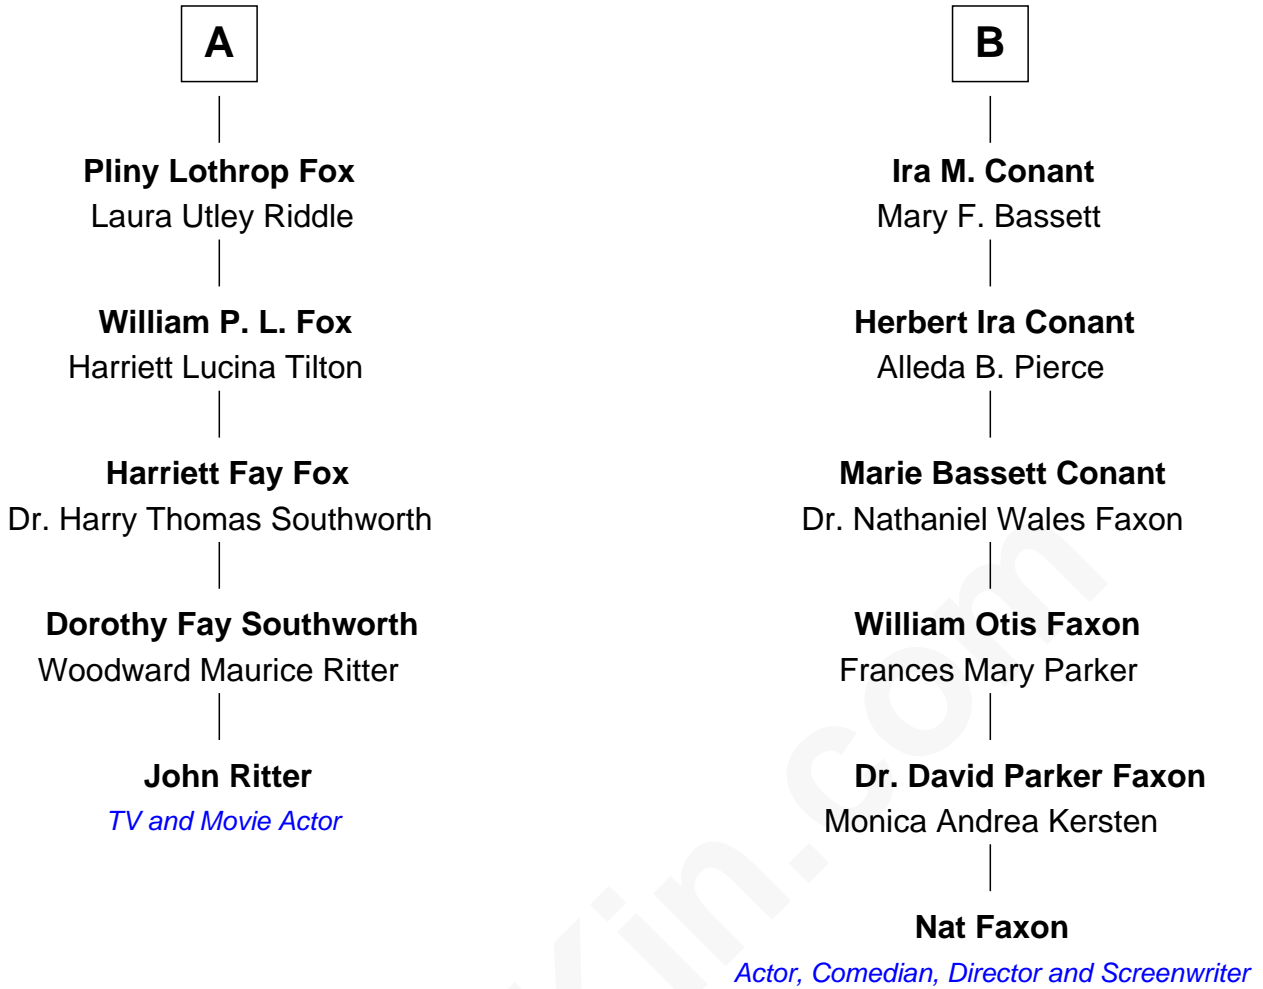 A
Pliny Lothrop Fox
Laura Utley Riddle
William P. L. Fox
Harriett Lucina Tilton
Harriett Fay Fox
Dr. Harry Thomas Southworth
Dorothy Fay Southworth
Woodward Maurice Ritter
John Ritter
TV and Movie Actor
B
Ira M. Conant
Mary F. Bassett
Herbert Ira Conant
Alleda B. Pierce
Marie Bassett Conant
Dr. Nathaniel Wales Faxon
William Otis Faxon
Frances Mary Parker
Dr. David Parker Faxon
Monica Andrea Kersten
Nat Faxon
Actor, Comedian, Director and Screenwriter